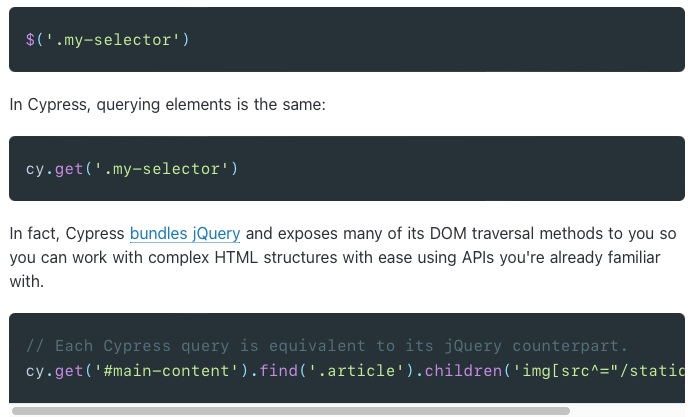 $('.my-selector')
In Cypress, querying elements is the same:
cy.get('.my-selector')
In fact, Cypress bundles jQuery and exposes many of its DOM traversal methods to you so
you can work with complex HTML structures with ease using APIs you're already familiar
with.
// Each Cypress query is equivalent to its jQuery counterpart.
cy.get('#main-content').find('.article').children('img[src^="/static